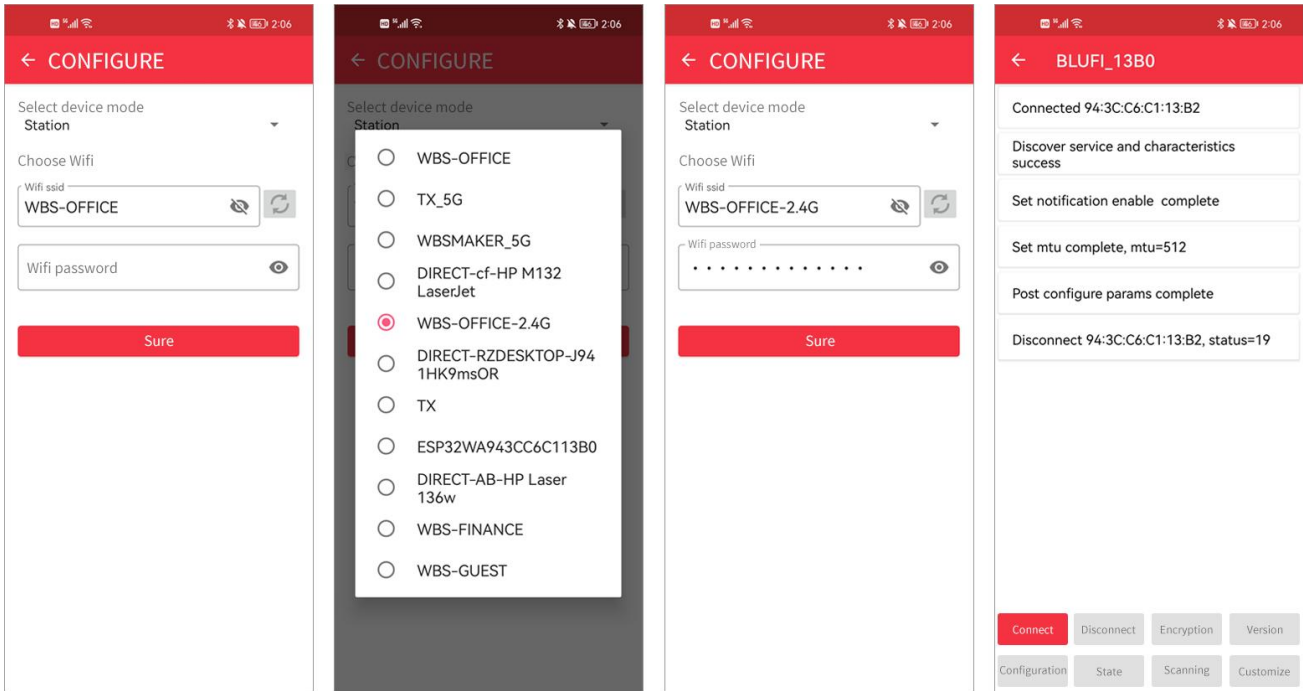 2:06
← CONFIGURE
Select device mode
Station
Choose Wifi
Wifi ssid
WBS-OFFICE
Wifi password
Sure
2:06
← CONFIGURE
Select device mode
Station
WBS-OFFICE
TX_5G
WBSMAKER_5G
DIRECT-cf-HP M132
LaserJet
WBS-OFFICE-2.4G
DIRECT-RZDESKTOP-J94
1HK9msOR
TX
ESP32WA943CC6C113B0
DIRECT-AB-HP Laser
136w
WBS-FINANCE
WBS-GUEST
2:06
← CONFIGURE
Select device mode
Station
Choose Wifi
Wifi ssid
WBS-OFFICE-2.4G
Wifi password
Sure
2:06
← BLUFI_13B0
Connected 94:3C:C6:C1:13:B2
Discover service and characteristics
success
Set notification enable complete
Set mtu complete, mtu=512
Post configure params complete
Disconnect 94:3C:C6:C1:13:B2, status=19
Connect Disconnect Encryption Version
Configuration State Scanning Customize